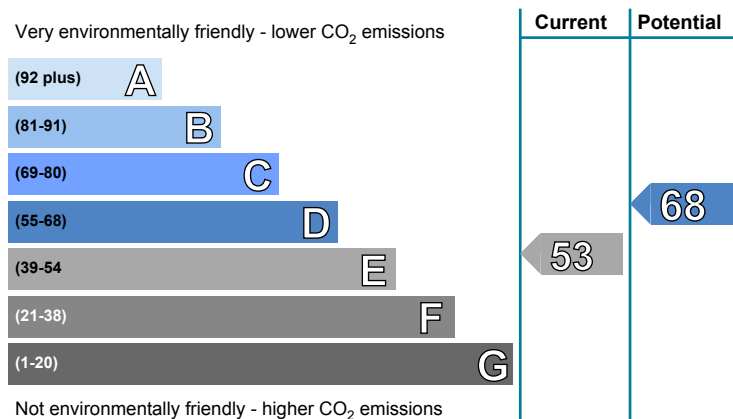 Very environmentally friendly - lower CO₂ emissions
Current
Potential
(92 plus) A
(81-91) B
(69-80) C
(55-68) D
68
(39-54 E
53
(21-38) F
(1-20) G
Not environmentally friendly - higher CO₂ emissions